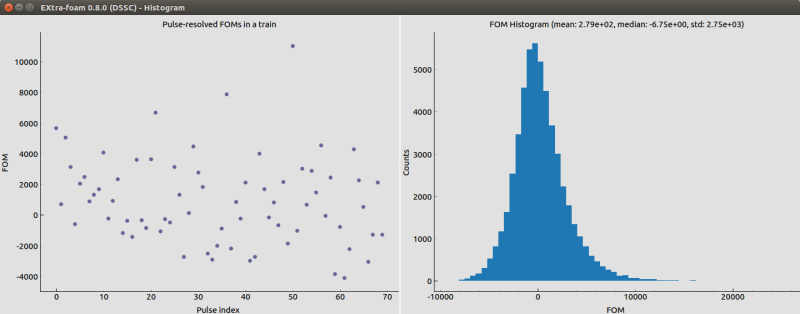 EXtra-foam 0.8.0 (DSSC) - Histogram
Pulse-resolved FOMs in a train
FOM
10000
8000
6000
4000
2000
0
-2000
-4000
0 10 20 30 40 50 60 70
Pulse index
FOM Histogram (mean: 2.79e+02, median: -6.75e+00, std: 2.75e+03)
Counts
5000
4000
3000
2000
1000
0
-10000 0 10000 20000
FOM